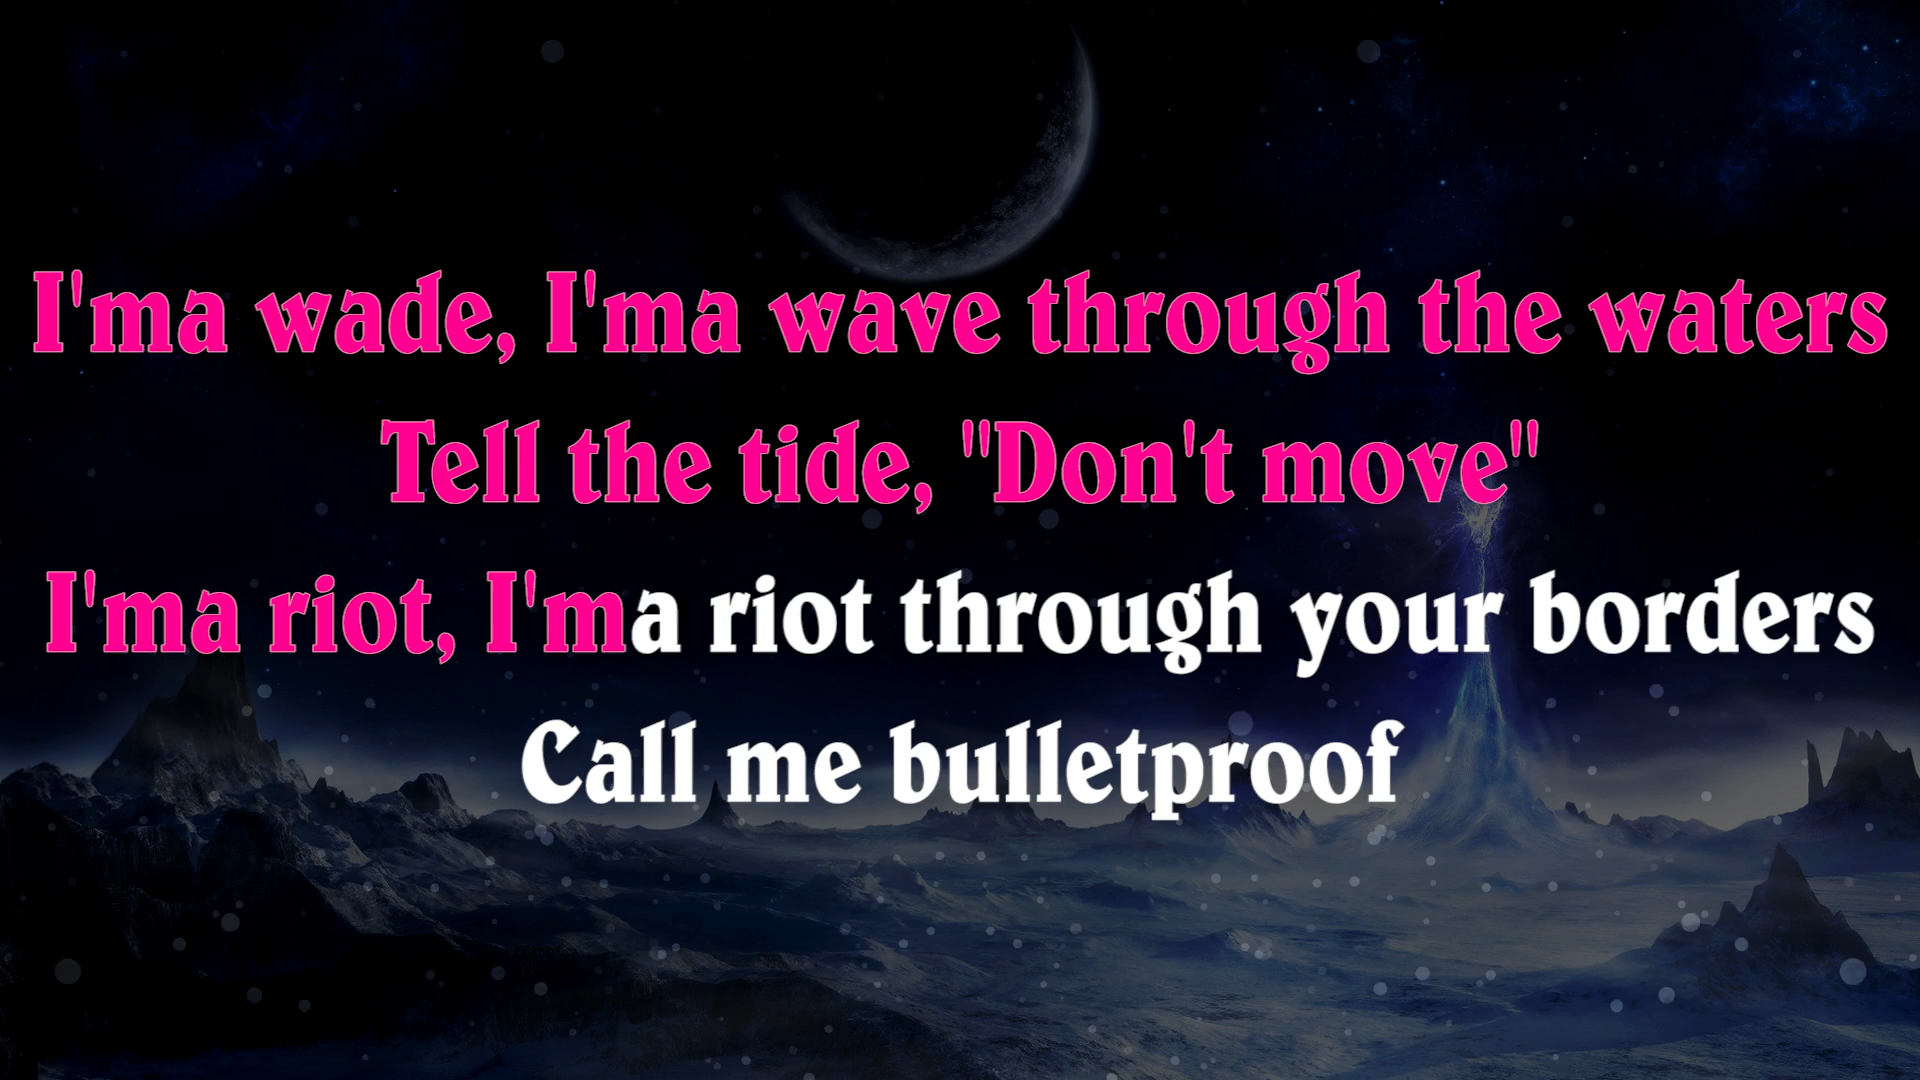 I'ma wade, I'ma wave through the waters
Tell the tide, "Don't move"
I'ma riot, I'ma riot through your borders
Call me bulletproof